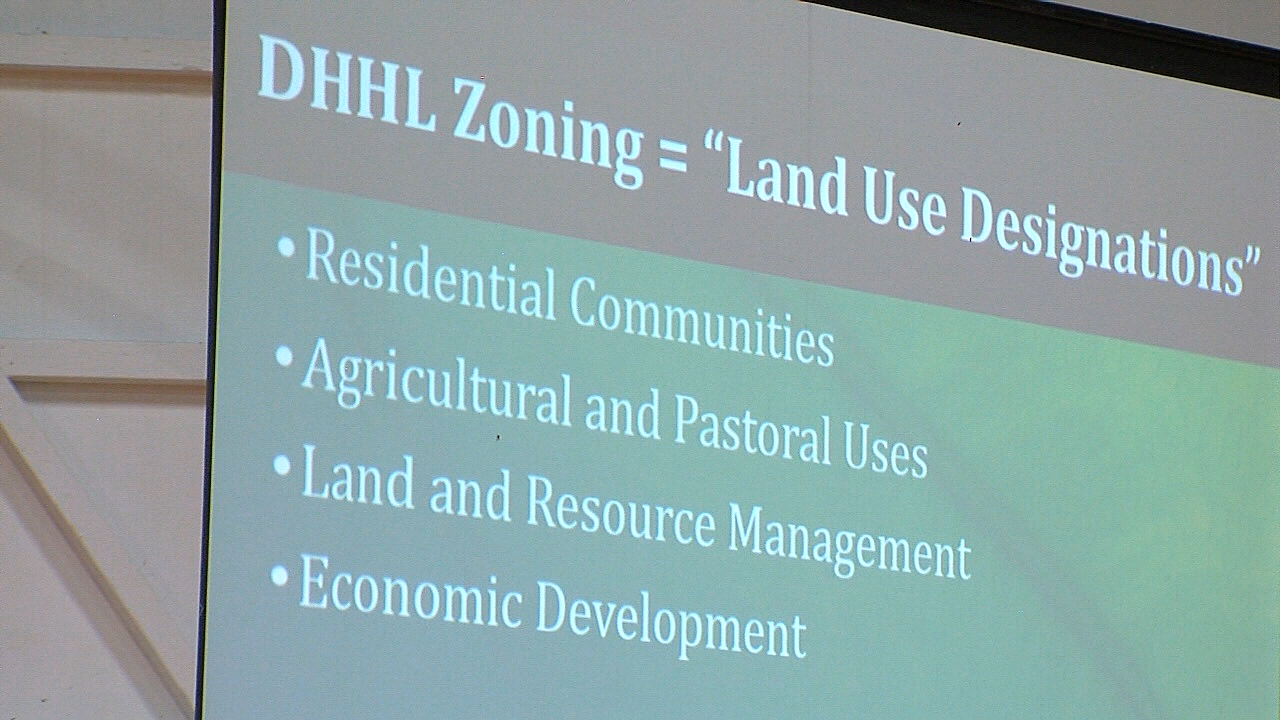 DHHL Zoning = “Land Use Designations”
• Residential Communities
• Agricultural and Pastoral Uses
• Land and Resource Management
• Economic Development